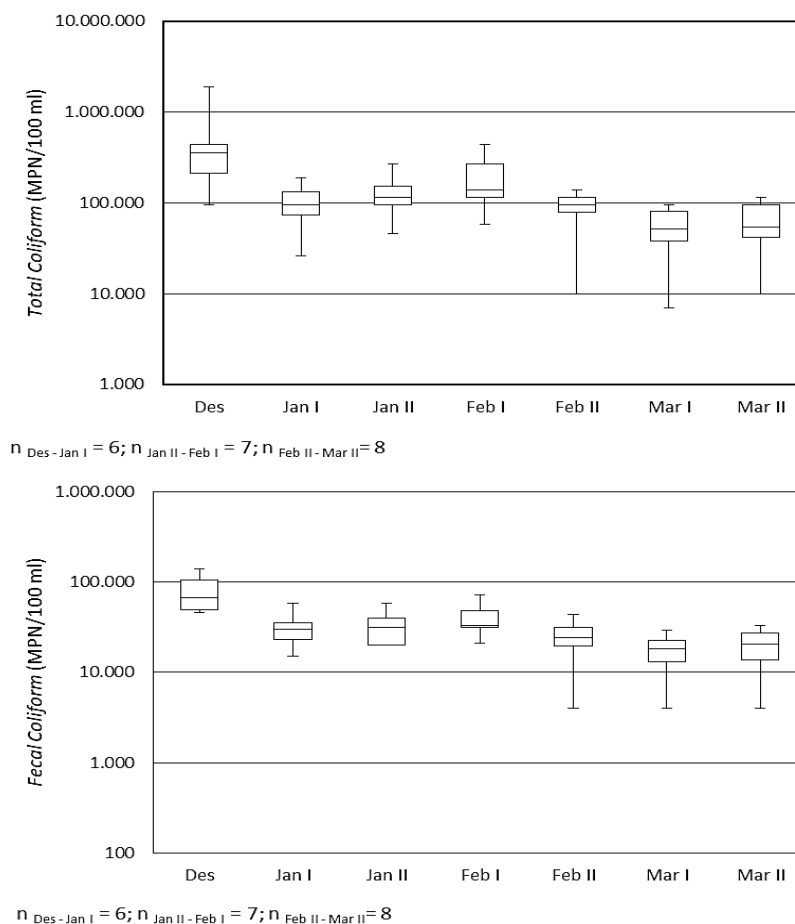 10.000.000
1.000.000
100.000
10.000
1.000
Total Coliform (MPN/100 ml)
Des Jan I Jan II Feb I Feb II Mar I Mar II
n Des - Jan I = 6; n Jan II - Feb I = 7; n Feb II - Mar II = 8
1.000.000
100.000
10.000
1.000
100
Fecal Coliform (MPN/100 ml)
Des Jan I Jan II Feb I Feb II Mar I Mar II
n Des - Jan I = 6; n Jan II - Feb I = 7; n Feb II - Mar II = 8